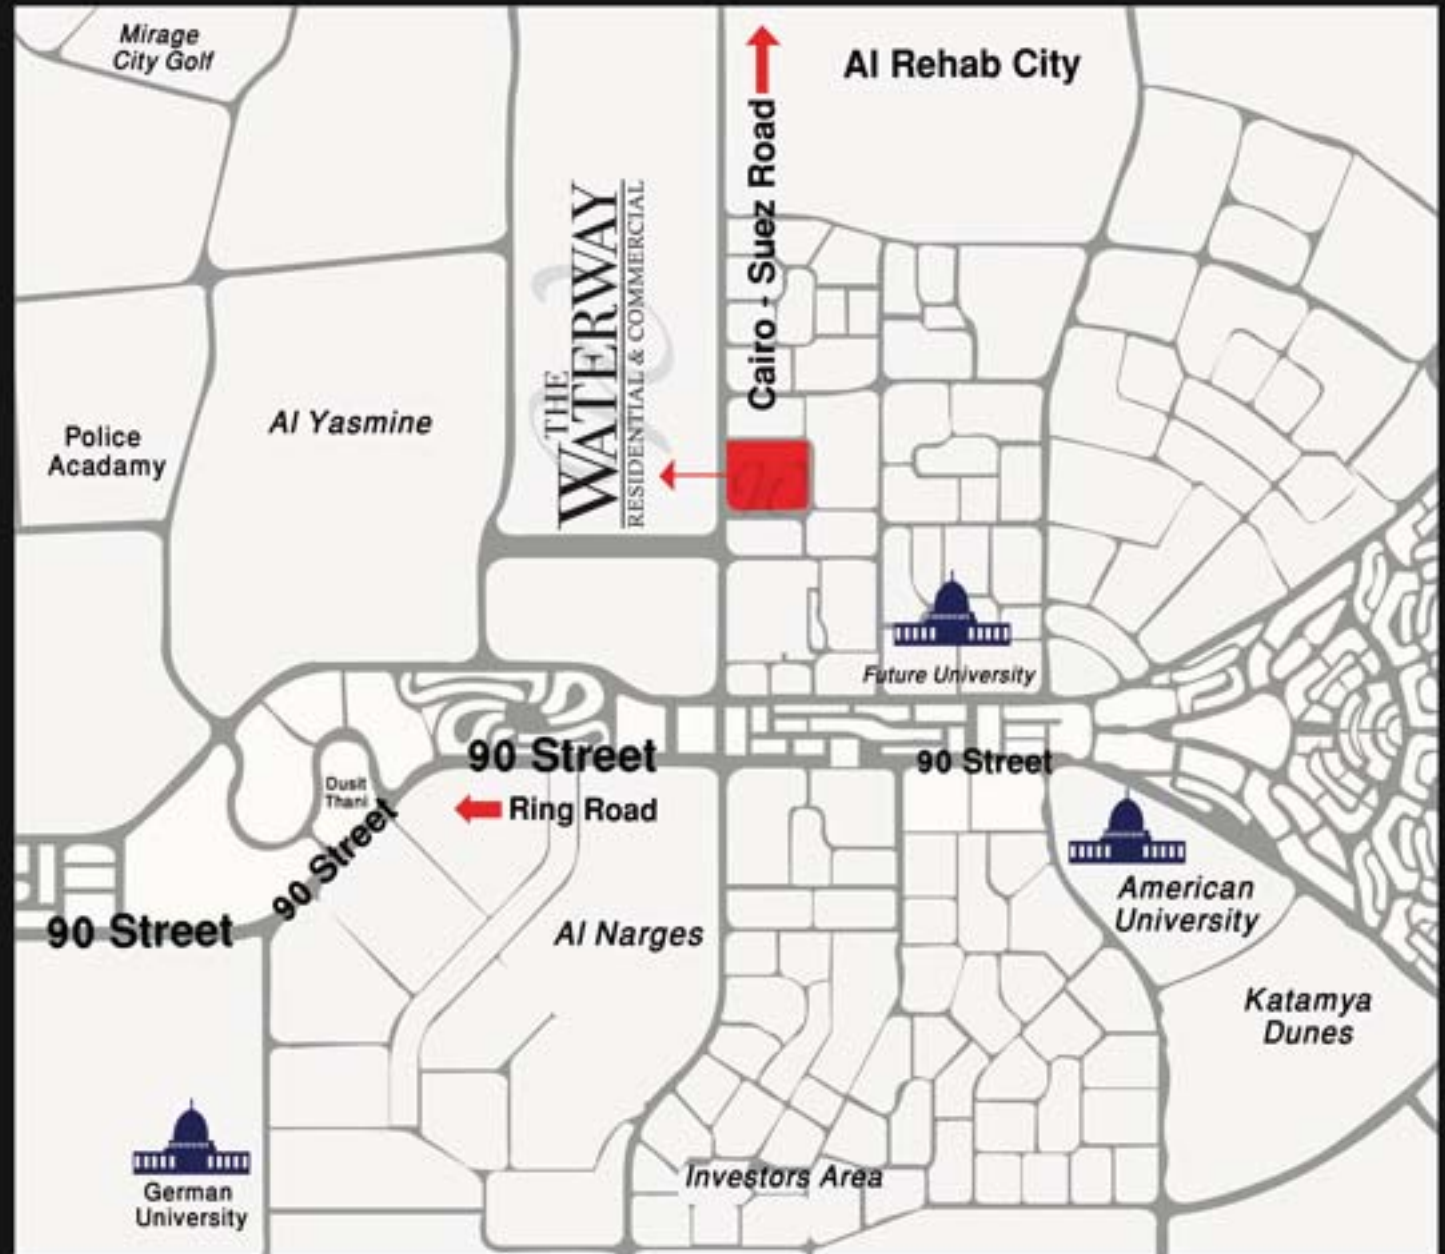 Mirage
City Golf
Al Rehab City
Cairo - Suez Road
THE
WATERWAY
RESIDENTIAL & COMMERCIAL
Al Yasmine
Police
Acadamy
Future University
90 Street
90 Street
Dusit
Thani
Ring Road
90 Street
90 Street
American
University
Al Narges
Katamya
Dunes
Investors Area
German
University